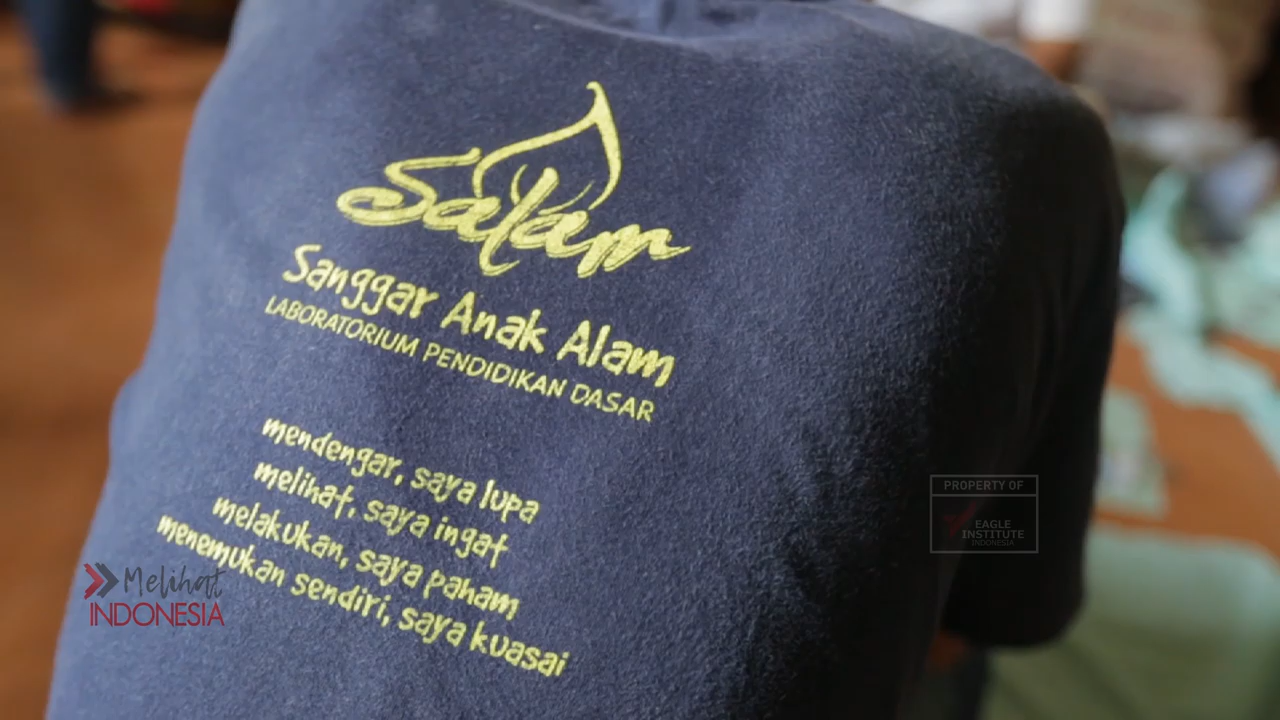 Salam
Sanggar Anak Alam
LABORATORIUM PENDIDIKAN DASAR
mendengar, saya lupa
melihat, saya ingat
melakukan, saya paham
menemukan sendiri, saya kuasai
Melihat
INDONESIA
PROPERTY OF
EAGLE
INSTITUTE
INDONESIA